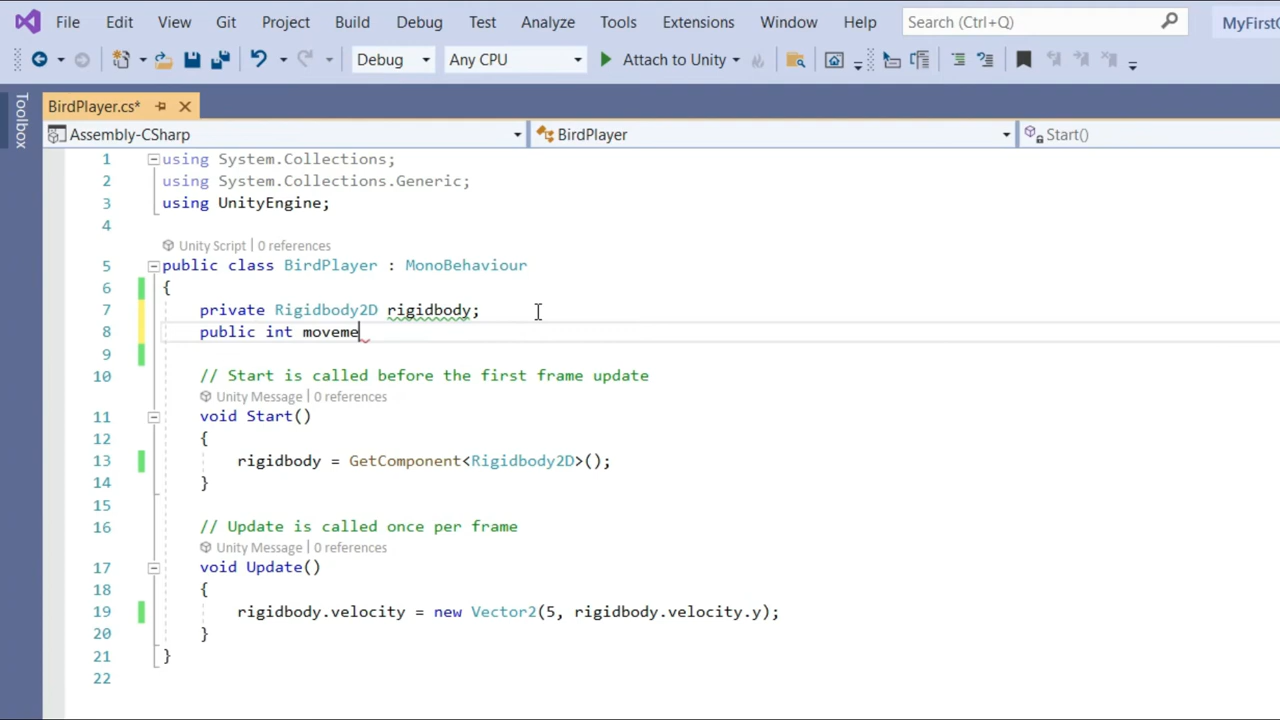 File Edit View Git Project Build Debug Test Analyze Tools Extensions Window Help Search (Ctrl+Q) MyFirstG
Debug Any CPU Attach to Unity
Toolbox
BirdPlayer.cs*
Assembly-CSharp BirdPlayer Start()
1 using System.Collections;
2 using System.Collections.Generic;
3 using UnityEngine;
4
Unity Script | 0 references
5 public class BirdPlayer : MonoBehaviour
6 {
7 private Rigidbody2D rigidbody;
8 public int moveme
9
10 // Start is called before the first frame update
Unity Message | 0 references
11 void Start()
12 {
13 rigidbody = GetComponent<Rigidbody2D>();
14 }
15
16 // Update is called once per frame
Unity Message | 0 references
17 void Update()
18 {
19 rigidbody.velocity = new Vector2(5, rigidbody.velocity.y);
20 }
21 }
22